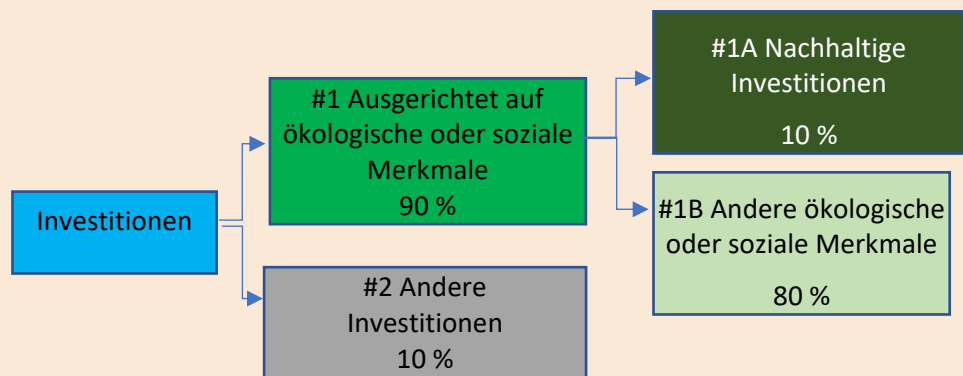 Investitionen
#1 Ausgerichtet auf
ökologische oder soziale
Merkmale
90 %
#2 Andere
Investitionen
10 %
#1A Nachhaltige
Investitionen
10 %
#1B Andere ökologische
oder soziale Merkmale
80 %